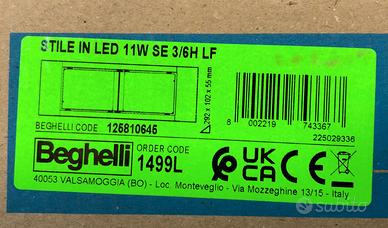 STILE IN LED 11W SE 3/6H LF
292 x 102 x 55 mm
BEGHELLI CODE 125810645
8 002219 743367
225029336
Beghelli
ORDER CODE
1499L
UK
CA
CE
40053 VALSAMOGGIA (BO) - Loc. Monteveglio - Via Mozzeghine 13/15 - Italy
subito